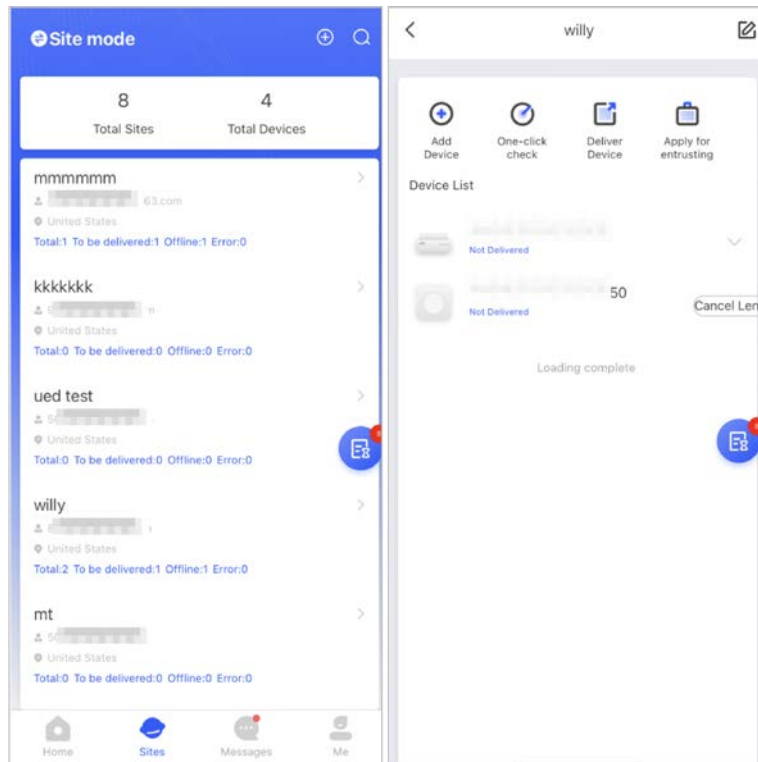 Site mode
8
Total Sites
4
Total Devices
mmmmmmm
63.com
United States
Total:1 To be delivered:1 Offline:1 Error:0
kkkkkkk
United States
Total:0 To be delivered:0 Offline:0 Error:0
ued test
United States
Total:0 To be delivered:0 Offline:0 Error:0
willy
United States
Total:2 To be delivered:1 Offline:1 Error:0
mt
United States
Total:0 To be delivered:0 Offline:0 Error:0
Home
Sites
Messages
Me
willy
Add
Device
One-click
check
Deliver
Device
Apply for
entrusting
Device List
Not Delivered
50
Not Delivered
Cancel Len
Loading complete